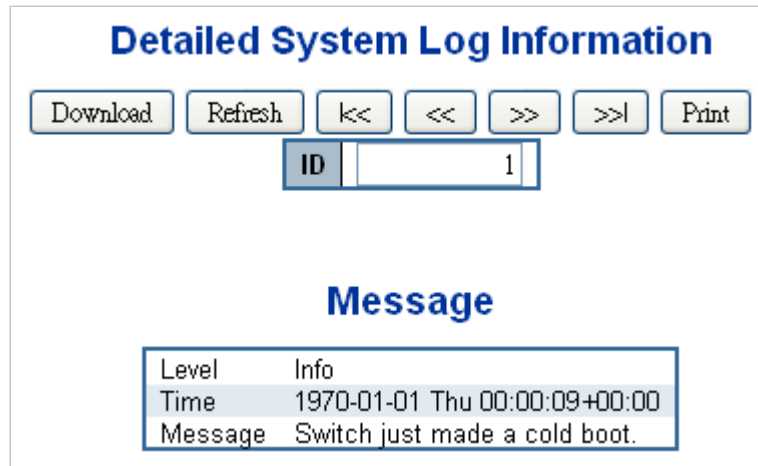 Detailed System Log Information
Download Refresh |<< << >> >>| Print
ID 1
Message
Level Info
Time 1970-01-01 Thu 00:00:09+00:00
Message Switch just made a cold boot.